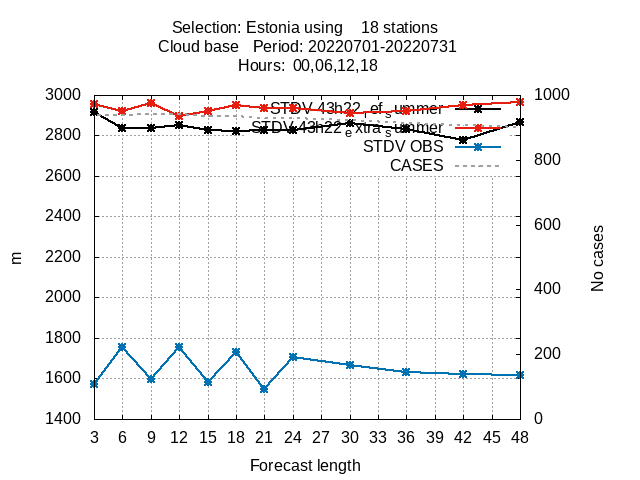 Selection: Estonia using 18 stations
Cloud base Period: 20220701-20220731
Hours: 00,06,12,18
3000
2800
2600
2400
2200
2000
1800
1600
1400
1000
800
600
400
200
0
m
No cases
STDV 43h22_ref_summer
STDV 43h22_extra_summer
STDV OBS
CASES
3 6 9 12 15 18 21 24 27 30 33 36 39 42 45 48
Forecast length